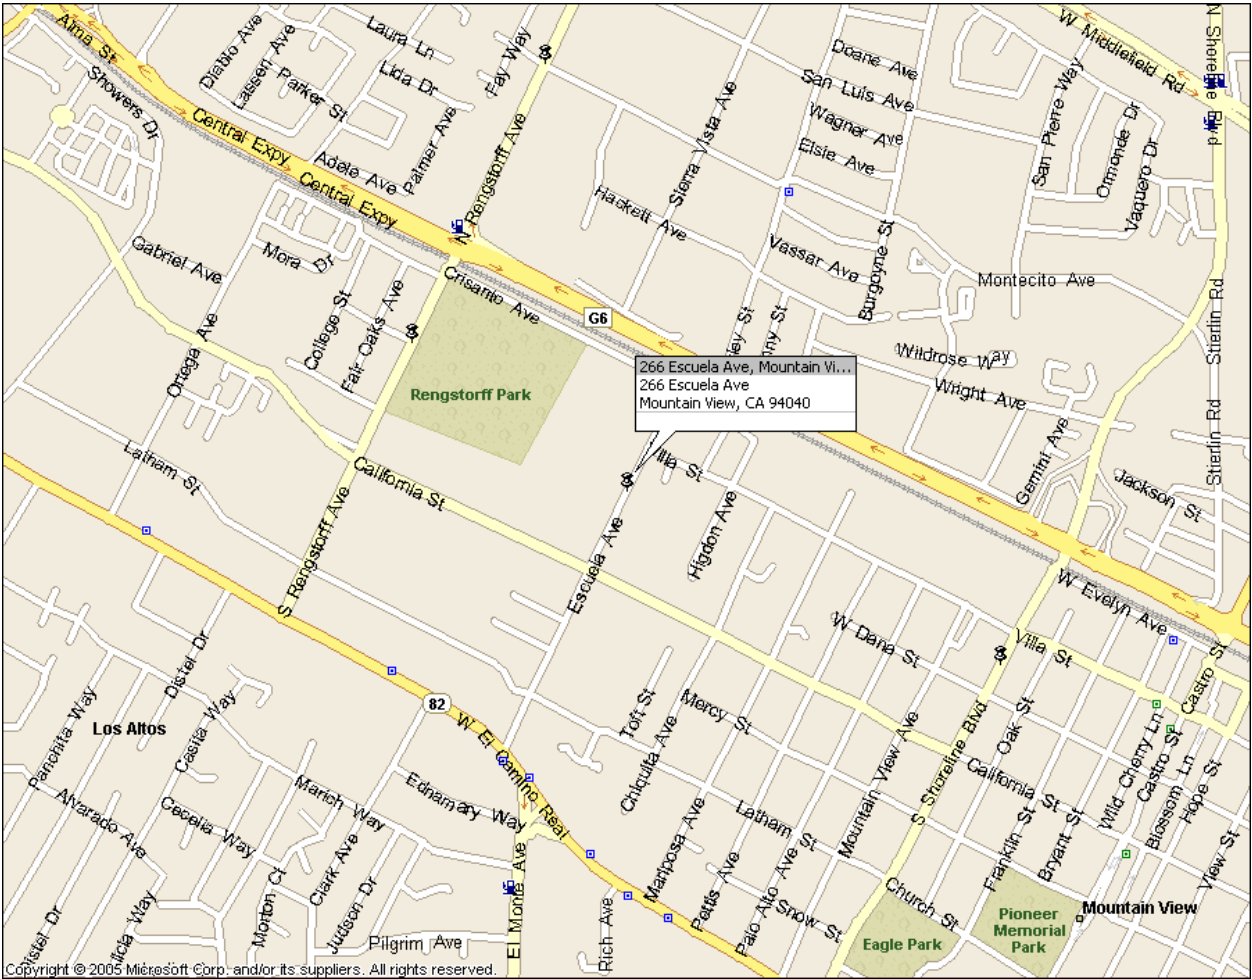 Alma St
Showers Dr
Diablo Ave
Lassen Ave
Parker St
Laura Ln
Lida Dr
Fay Way
Central Expy
Adele Ave
Palmer Ave
Central Expy
N Rengstorff Ave
Sierra Vista Ave
Doane Ave
San Luis Ave
Wagner Ave
Elsie Ave
W Middlefield Rd
N Shoreline Blvd
San Pierre Way
Ormonde Dr
Vaquero Dr
Hackett Ave
Vassar Ave
Burgoyne St
Montecito Ave
Stierlin Rd
Gabriel Ave
Mora Dr
Crisanto Ave
College St
Fair Oaks Ave
Ortega Ave
G6
ley St
nny St
Wildrose Way
Wright Ave
Rengstorff Park
266 Escuela Ave, Mountain Vi...
266 Escuela Ave
Mountain View, CA 94040
Stierlin Rd
Gemini Ave
Jackson St
Latham St
California St
S Rengstorff Ave
illa St
Higdon Ave
Escuela Ave
W Evelyn Ave
W Dana St
Villa St
Castro St
Distel Dr
82
W El Camino Real
Los Altos
Panchita Way
Casita Way
Toft St
Mercy St
Chiquita Ave
Mountain View Ave
S Shoreline Blvd
Oak St
California St
Wild Cherry Ln
Castro St
Blossom Ln
Hope St
Marich Way
Ednamary Way
Alvarado Ave
Cecelia Way
Clark Ave
Judson Dr
Morton Ct
Latham St
Mariposa Ave
Pettis Ave
Palo Alto Ave
Snow St
Church St
Franklin St
Bryant St
View St
Pioneer
Memorial
Park
Mountain View
Eagle Park
istel Dr
licia Way
Pilgrim Ave
El Monte Ave
Rich Ave
Copyright © 2005 Microsoft Corp. and/or its suppliers. All rights reserved.